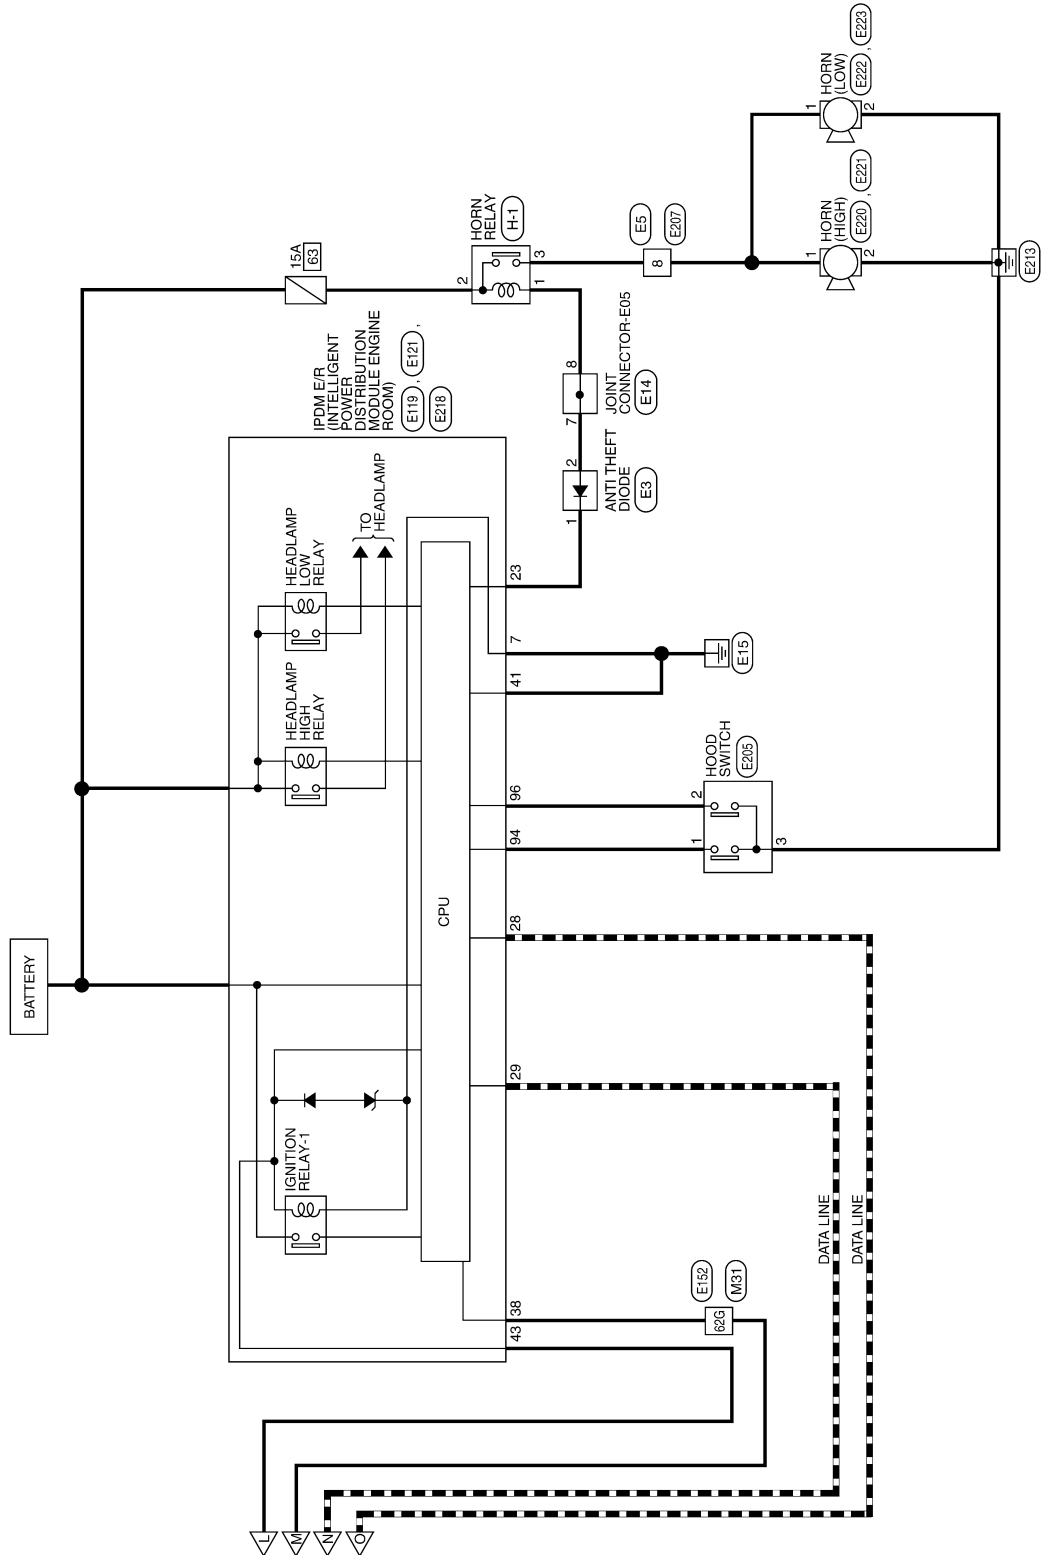 BATTERY
15A
63
HORN
RELAY
H-1
2
3
1
IPDM E/R
(INTELLIGENT
POWER
DISTRIBUTION
MODULE ENGINE
ROOM)
E119 , E121 ,
E218
HEADLAMP
LOW
RELAY
HEADLAMP
HIGH
RELAY
TO
HEADLAMP
IGNITION
RELAY-1
CPU
E5
8
E207
HORN
(HIGH)
E220 , E221
1
2
HORN
(LOW)
E222 , E223
1
2
E213
8
7
JOINT
CONNECTOR-E05
E14
2
1
ANTI THEFT
DIODE
E3
23
7
41
E15
96
94
HOOD
SWITCH
E205
2
1
3
28
29
38
43
E152
62G
M31
DATA LINE
DATA LINE
L
M
N
O